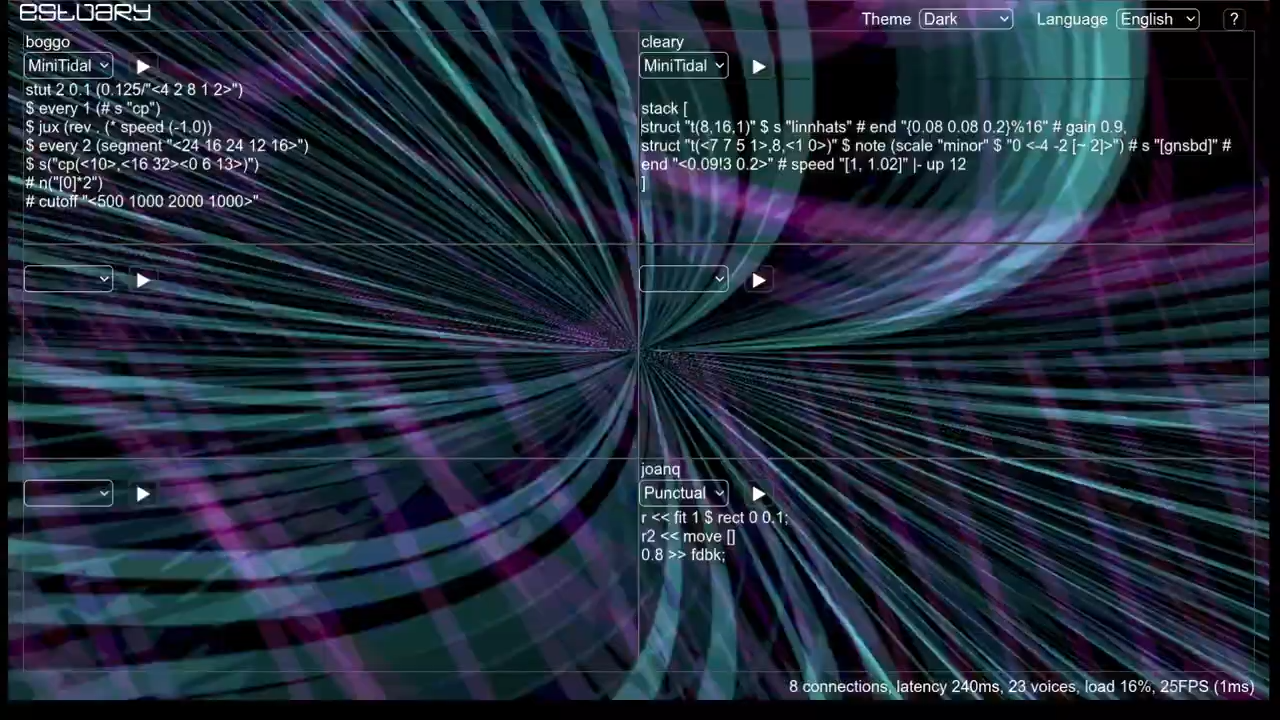 ESTUARY
Theme Dark Language English ?
boggo
MiniTidal
stut 2 0.1 (0.125/"<4 2 8 1 2>")
$ every 1 (# s "cp")
$ jux (rev . (* speed (-1.0))
$ every 2 (segment "<24 16 24 12 16>")
$ s("cp(<10>,<16 32><0 6 13>)")
# n("[0]*2")
# cutoff "<500 1000 2000 1000>"
cleary
MiniTidal
stack [
struct "t(8,16,1)" $ s "linnhats" # end "{0.08 0.08 0.2}%16" # gain 0.9,
struct "t(<7 7 5 1>,8,<1 0>)" $ note (scale "minor" $ "0 <-4 -2 [~ 2]>") # s "[gnsbd]" #
end "<0.09!3 0.2>" # speed "[1, 1.02]" |- up 12
]
joanq
Punctual
r << fit 1 $ rect 0 0.1;
r2 << move []
0.8 >> fdbk;
8 connections, latency 240ms, 23 voices, load 16%, 25FPS (1ms)